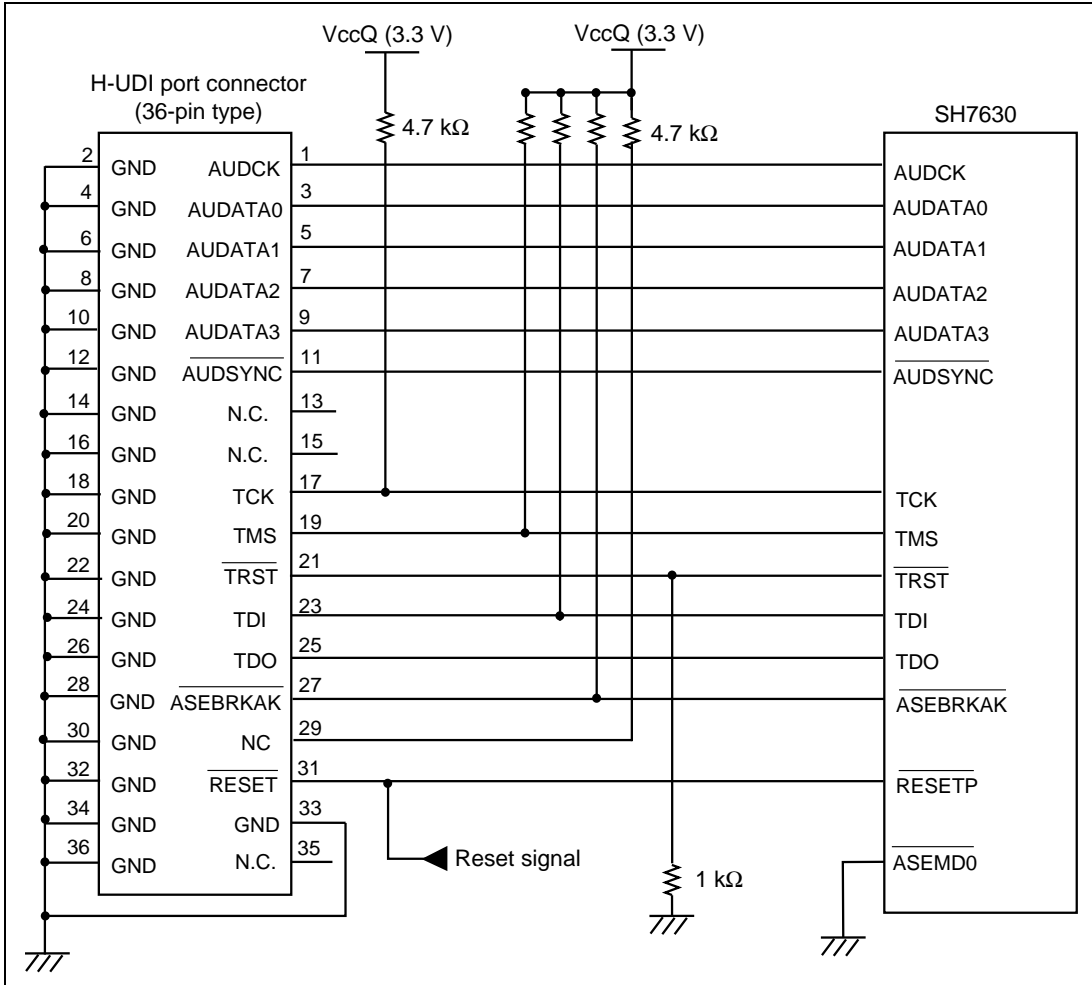 VccQ (3.3 V) VccQ (3.3 V)
H-UDI port connector
(36-pin type)
4.7 kΩ 4.7 kΩ
SH7630
2 GND AUDCK 1 AUDCK
4 GND AUDATA0 3 AUDATA0
6 GND AUDATA1 5 AUDATA1
8 GND AUDATA2 7 AUDATA2
10 GND AUDATA3 9 AUDATA3
12 GND AUDSYNC 11 AUDSYNC
14 GND N.C. 13
16 GND N.C. 15
18 GND TCK 17 TCK
20 GND TMS 19 TMS
22 GND TRST 21 TRST
24 GND TDI 23 TDI
26 GND TDO 25 TDO
28 GND ASEBRKAK 27 ASEBRKAK
30 GND NC 29
32 GND RESET 31 RESETP
34 GND GND 33
36 GND N.C. 35 ASEMD0
Reset signal
1 kΩ